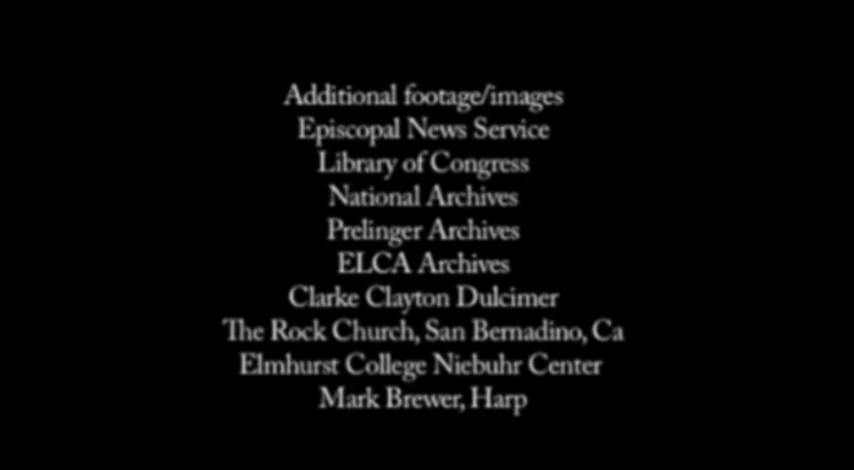 Additional footage/images
Episcopal News Service
Library of Congress
National Archives
Prelinger Archives
ELCA Archives
Clarke Clayton Dulcimer
The Rock Church, San Bernadino, Ca
Elmhurst College Niebuhr Center
Mark Brewer, Harp